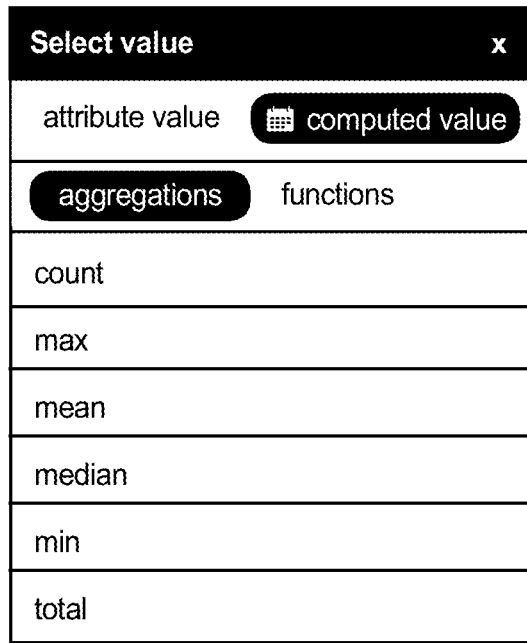 Select value x
attribute value computed value
aggregations functions
count
max
mean
median
min
total